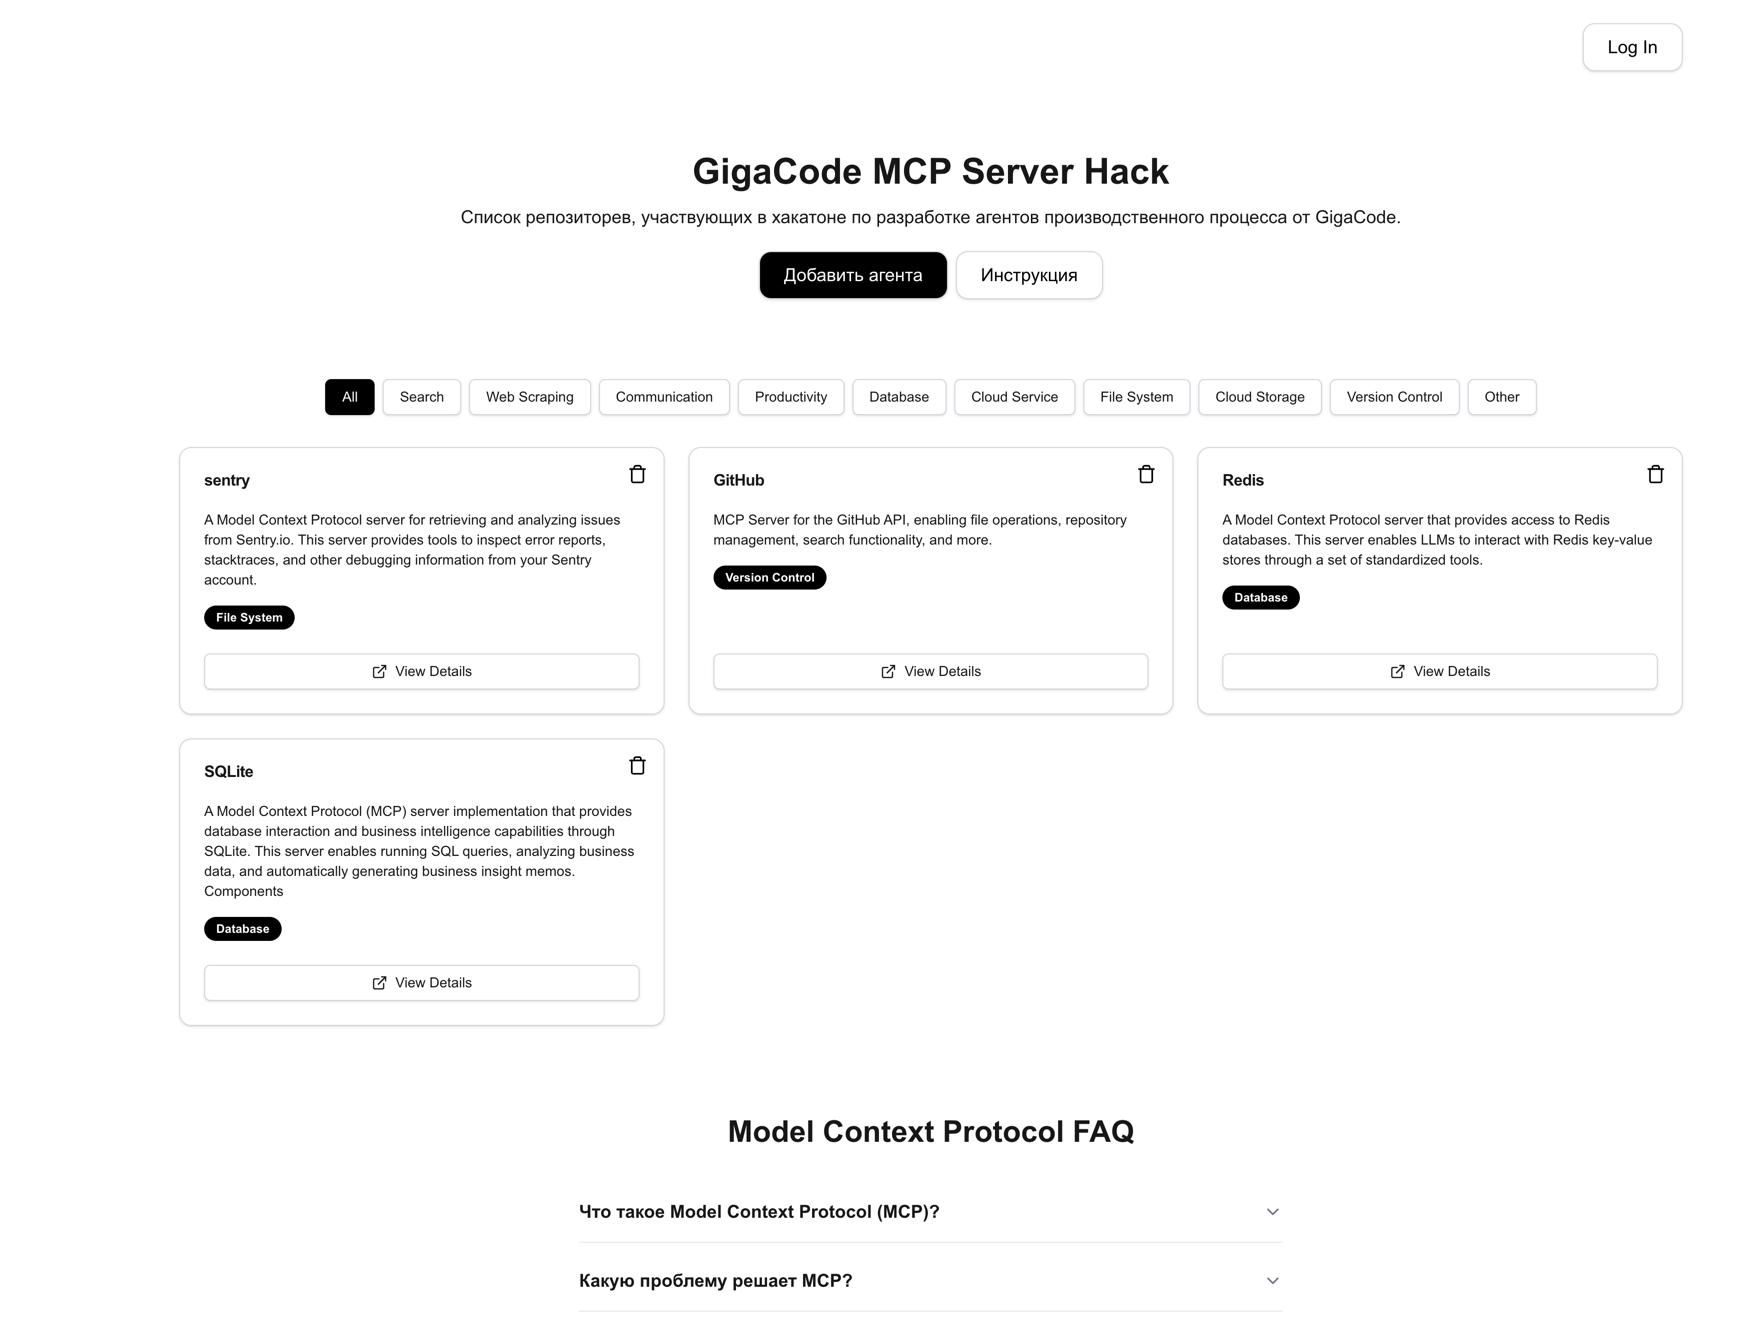 Log In
GigaCode MCP Server Hack
Список репозиторев, участвующих в хакатоне по разработке агентов производственного процесса от GigaCode.
Добавить агента
Инструкция
All
Search
Web Scraping
Communication
Productivity
Database
Cloud Service
File System
Cloud Storage
Version Control
Other
sentry
A Model Context Protocol server for retrieving and analyzing issues
from Sentry.io. This server provides tools to inspect error reports,
stacktraces, and other debugging information from your Sentry
account.
File System
View Details
GitHub
MCP Server for the GitHub API, enabling file operations, repository
management, search functionality, and more.
Version Control
View Details
Redis
A Model Context Protocol server that provides access to Redis
databases. This server enables LLMs to interact with Redis key-value
stores through a set of standardized tools.
Database
View Details
SQLite
A Model Context Protocol (MCP) server implementation that provides
database interaction and business intelligence capabilities through
SQLite. This server enables running SQL queries, analyzing business
data, and automatically generating business insight memos.
Components
Database
View Details
Model Context Protocol FAQ
Что такое Model Context Protocol (MCP)?
Какую проблему решает MCP?